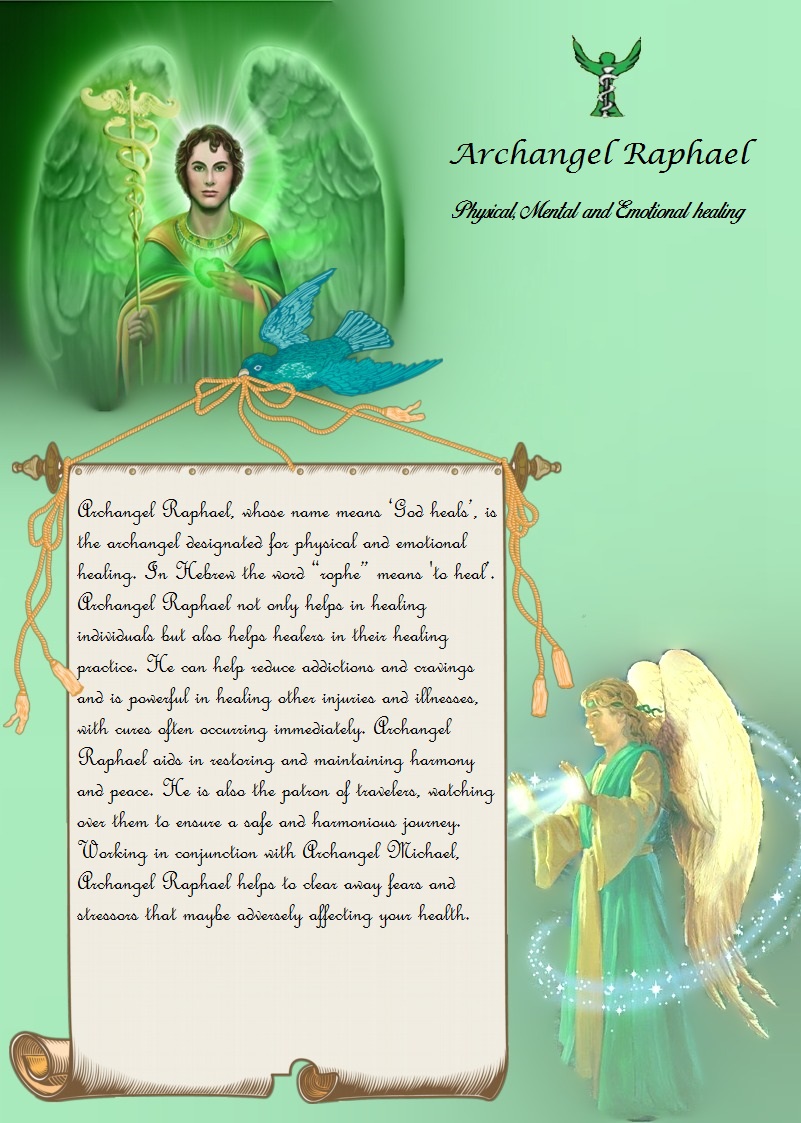 Archangel Raphael
Physical, Mental and Emotional healing
Archangel Raphael, whose name means ‘God heals’, is
the archangel designated for physical and emotional
healing. In Hebrew the word “rophe” means 'to heal'.
Archangel Raphael not only helps in healing
individuals but also helps healers in their healing
practice. He can help reduce addictions and cravings
and is powerful in healing other injuries and illnesses,
with cures often occurring immediately. Archangel
Raphael aids in restoring and maintaining harmony
and peace. He is also the patron of travelers, watching
over them to ensure a safe and harmonious journey.
Working in conjunction with Archangel Michael,
Archangel Raphael helps to clear away fears and
stressors that maybe adversely affecting your health.